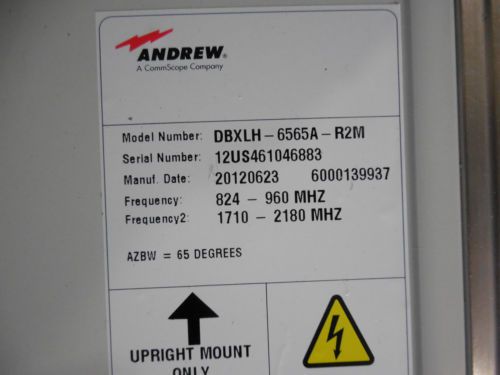 ANDREW®
A CommScope Company
Model Number: DBXLH-6565A-R2M
Serial Number: 12US461046883
Manuf. Date: 20120623 6000139937
Frequency: 824 - 960 MHZ
Frequency2: 1710 - 2180 MHZ
AZBW = 65 DEGREES
UPRIGHT MOUNT
ONLY